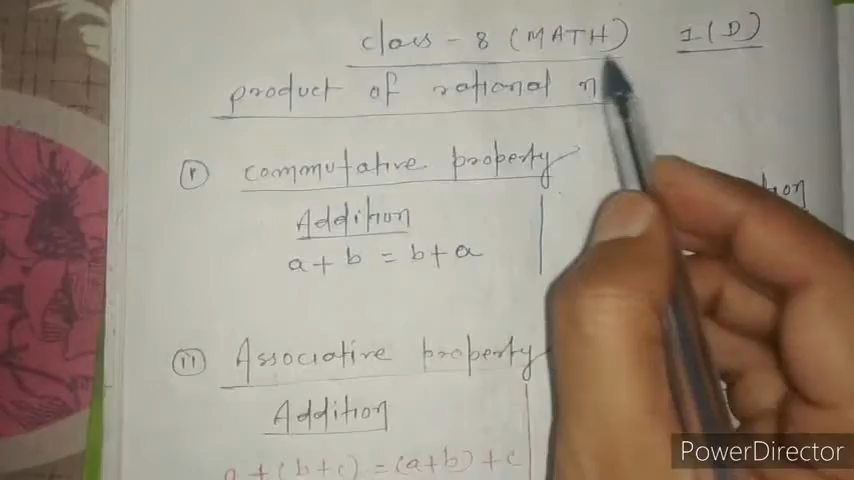 class - 8 (MATH) 1(D)
product of rational n
(i) Commutative property
Addition
a + b = b + a
(ii) Associative property
Addition
a + (b + c) = (a + b) + c
PowerDirector